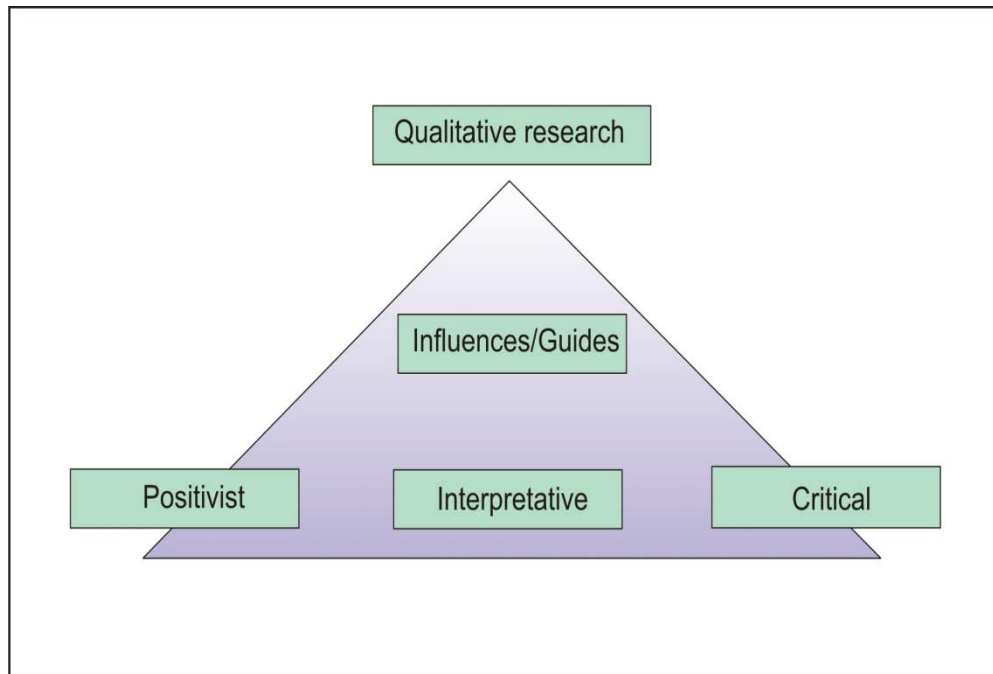 Qualitative research
Influences/Guides
Positivist
Interpretative
Critical